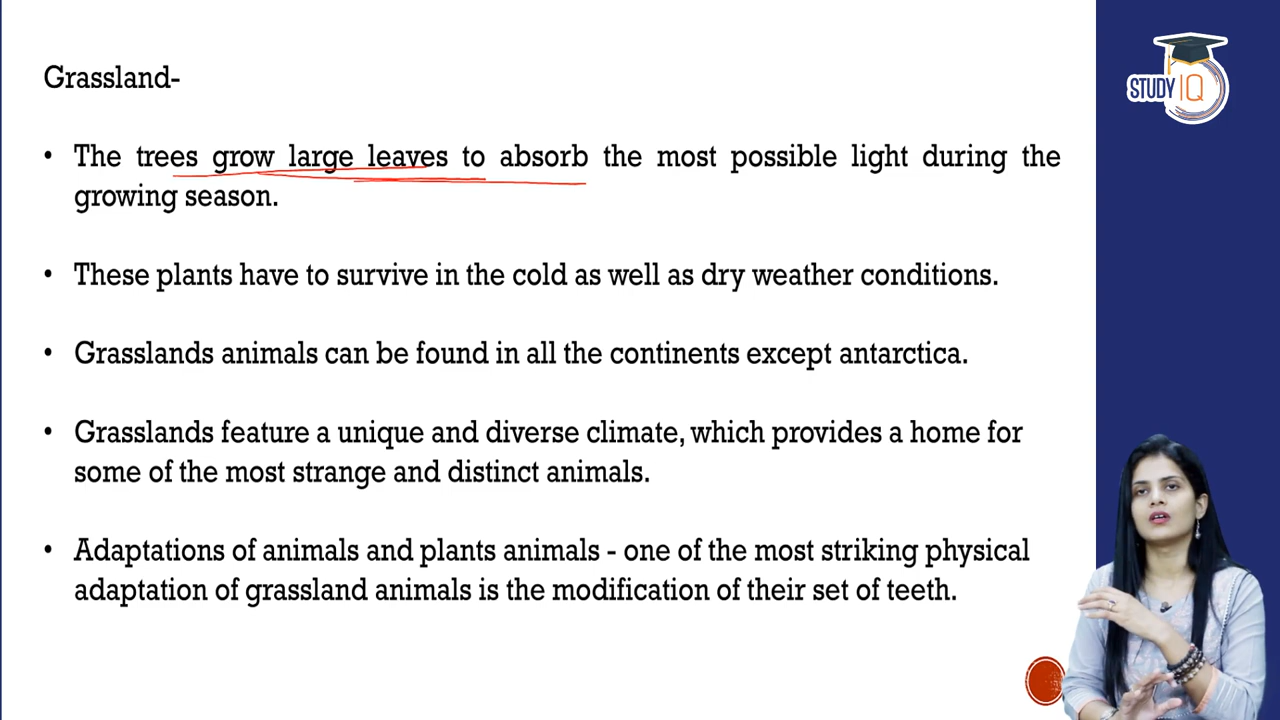 Grassland-
STUDY IQ
• The trees grow large leaves to absorb the most possible light during the
growing season.
• These plants have to survive in the cold as well as dry weather conditions.
• Grasslands animals can be found in all the continents except antarctica.
• Grasslands feature a unique and diverse climate, which provides a home for
some of the most strange and distinct animals.
• Adaptations of animals and plants animals - one of the most striking physical
adaptation of grassland animals is the modification of their set of teeth.